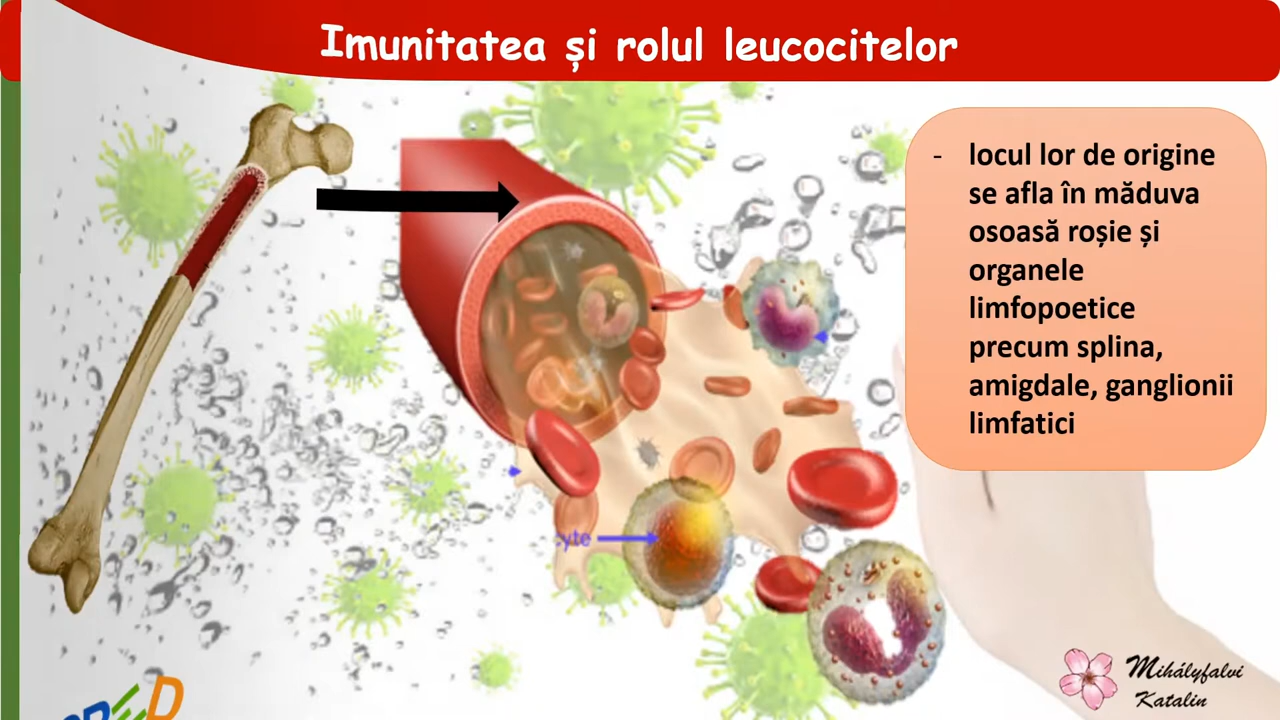 Imunitatea și rolul leucocitelor
- locul lor de origine
se afla în măduva
osoasă roșie și
organele
limfopoetice
precum splina,
amigdale, ganglionii
limfatici
yte
Mihályfalvi
Katalin